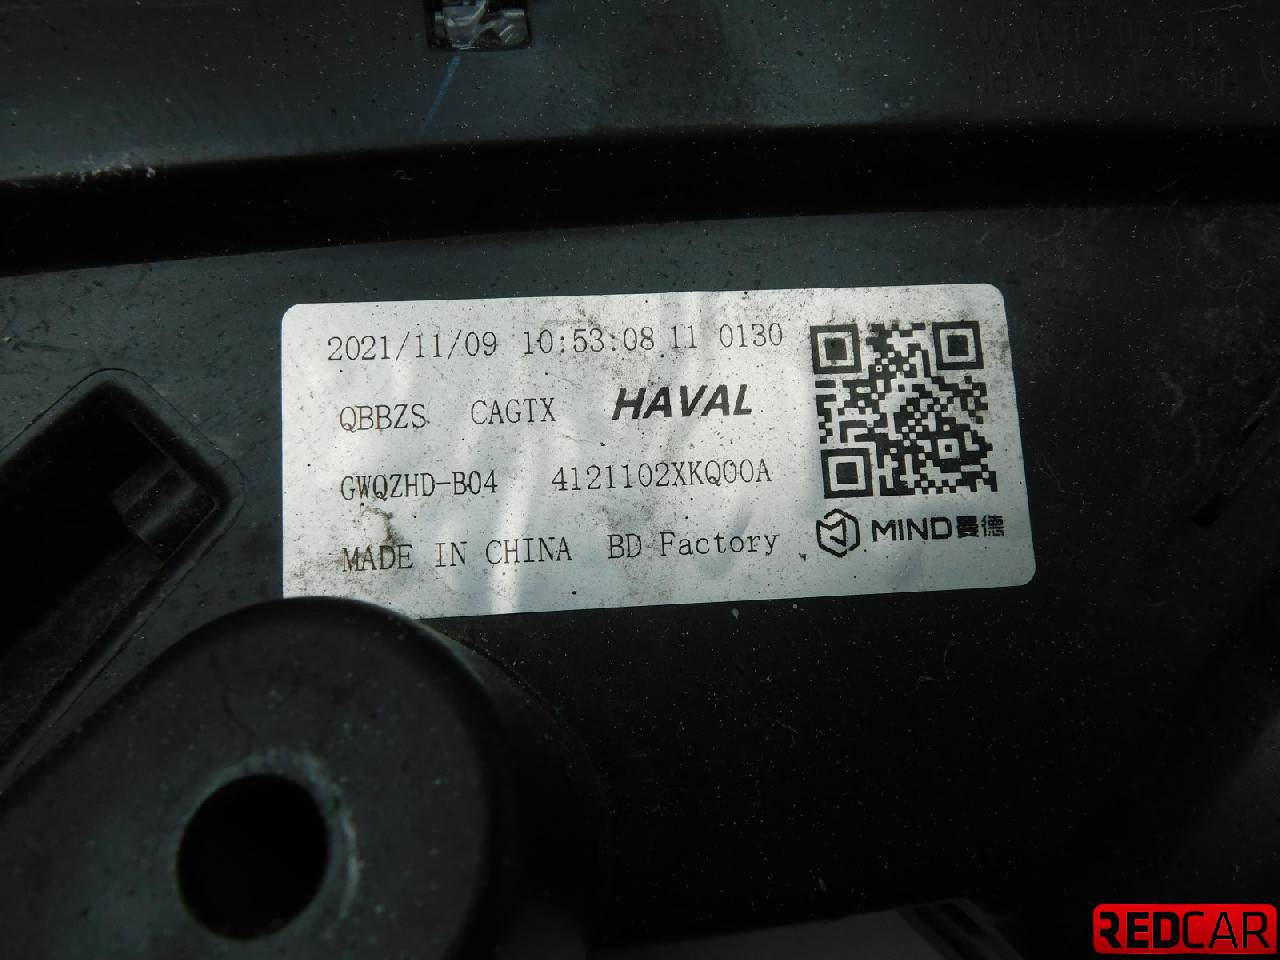 2021/11/09 10:53:08 11 0130
QBBZS CAGTX HAVAL
GWQZHD-B04 4121102XKQ00A
MADE IN CHINA BD Factory
MIND赛德
REDCAR